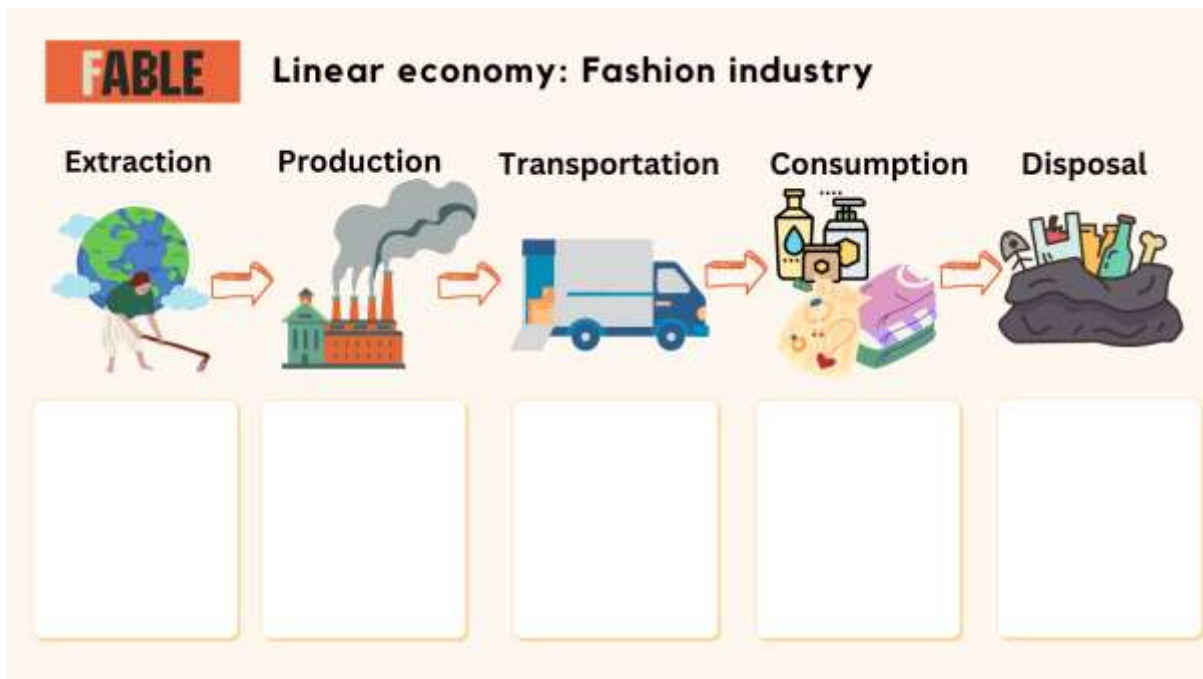 FABLE
Linear economy: Fashion industry
Extraction
Production
Transportation
Consumption
Disposal